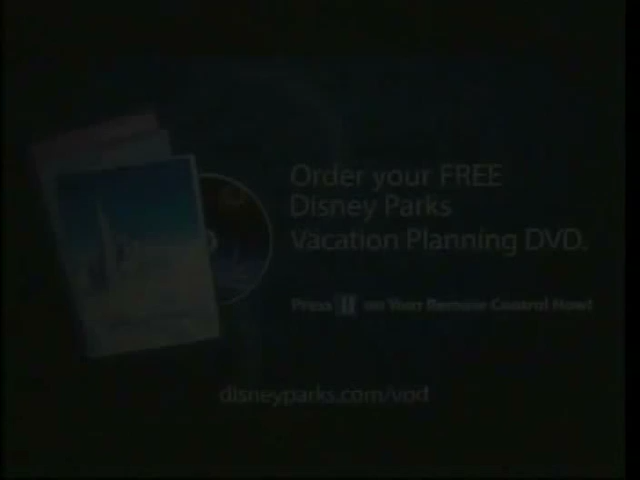 Order your FREE
Disney Parks
Vacation Planning DVD.
Press || on Your Remote Control Now!
disneyparks.com/vod